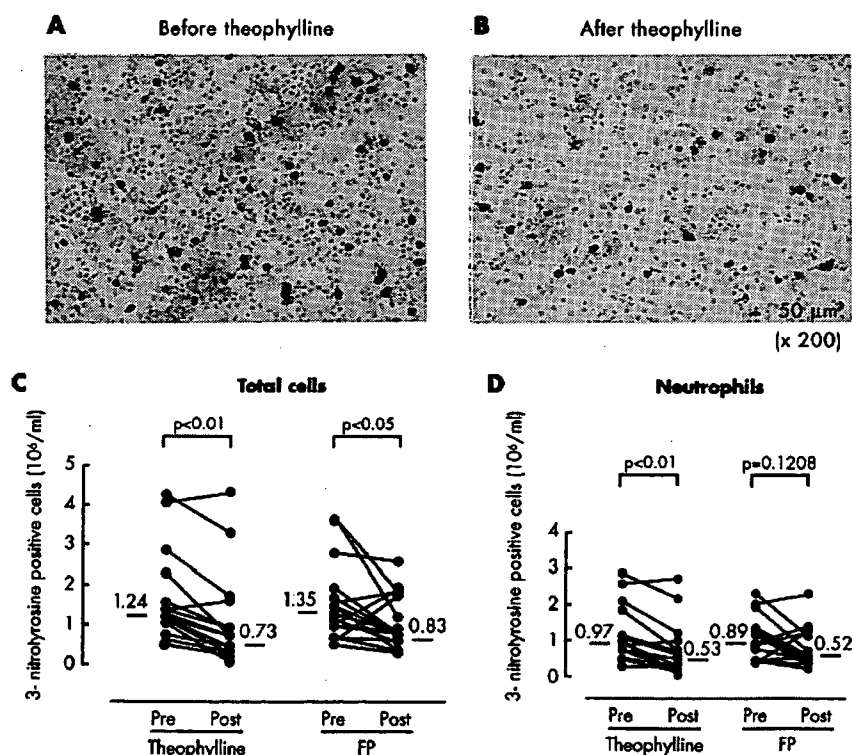 A Before theophylline
B After theophylline
50 μm
(x 200)
C Total cells
3- nitrotyrosine positive cells (10⁶/ml)
p<0.01
p<0.05
5
4
3
2
1
0
1.24
0.73
1.35
0.83
Pre Post Pre Post
Theophylline FP
D Neutrophils
3- nitrotyrosine positive cells (10⁶/ml)
p<0.01
p=0.1208
4
3
2
1
0
0.97
0.53
0.89
0.52
Pre Post Pre Post
Theophylline FP